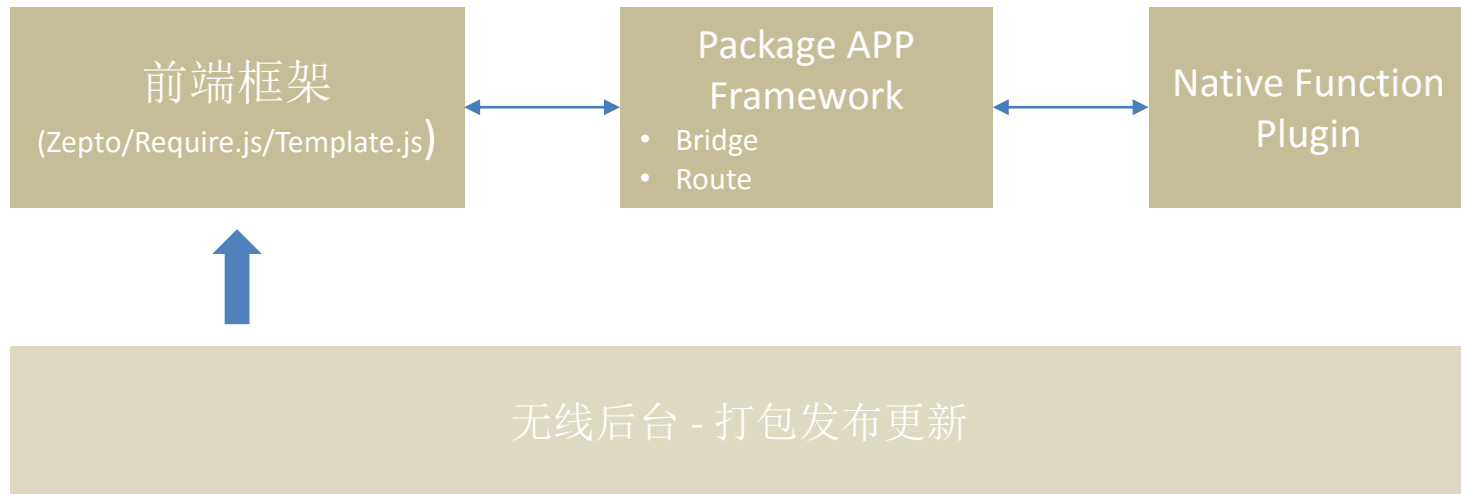 前端框架
(Zepto/Require.js/Template.js)
Package APP
Framework
• Bridge
• Route
Native Function
Plugin
无线后台 - 打包发布更新